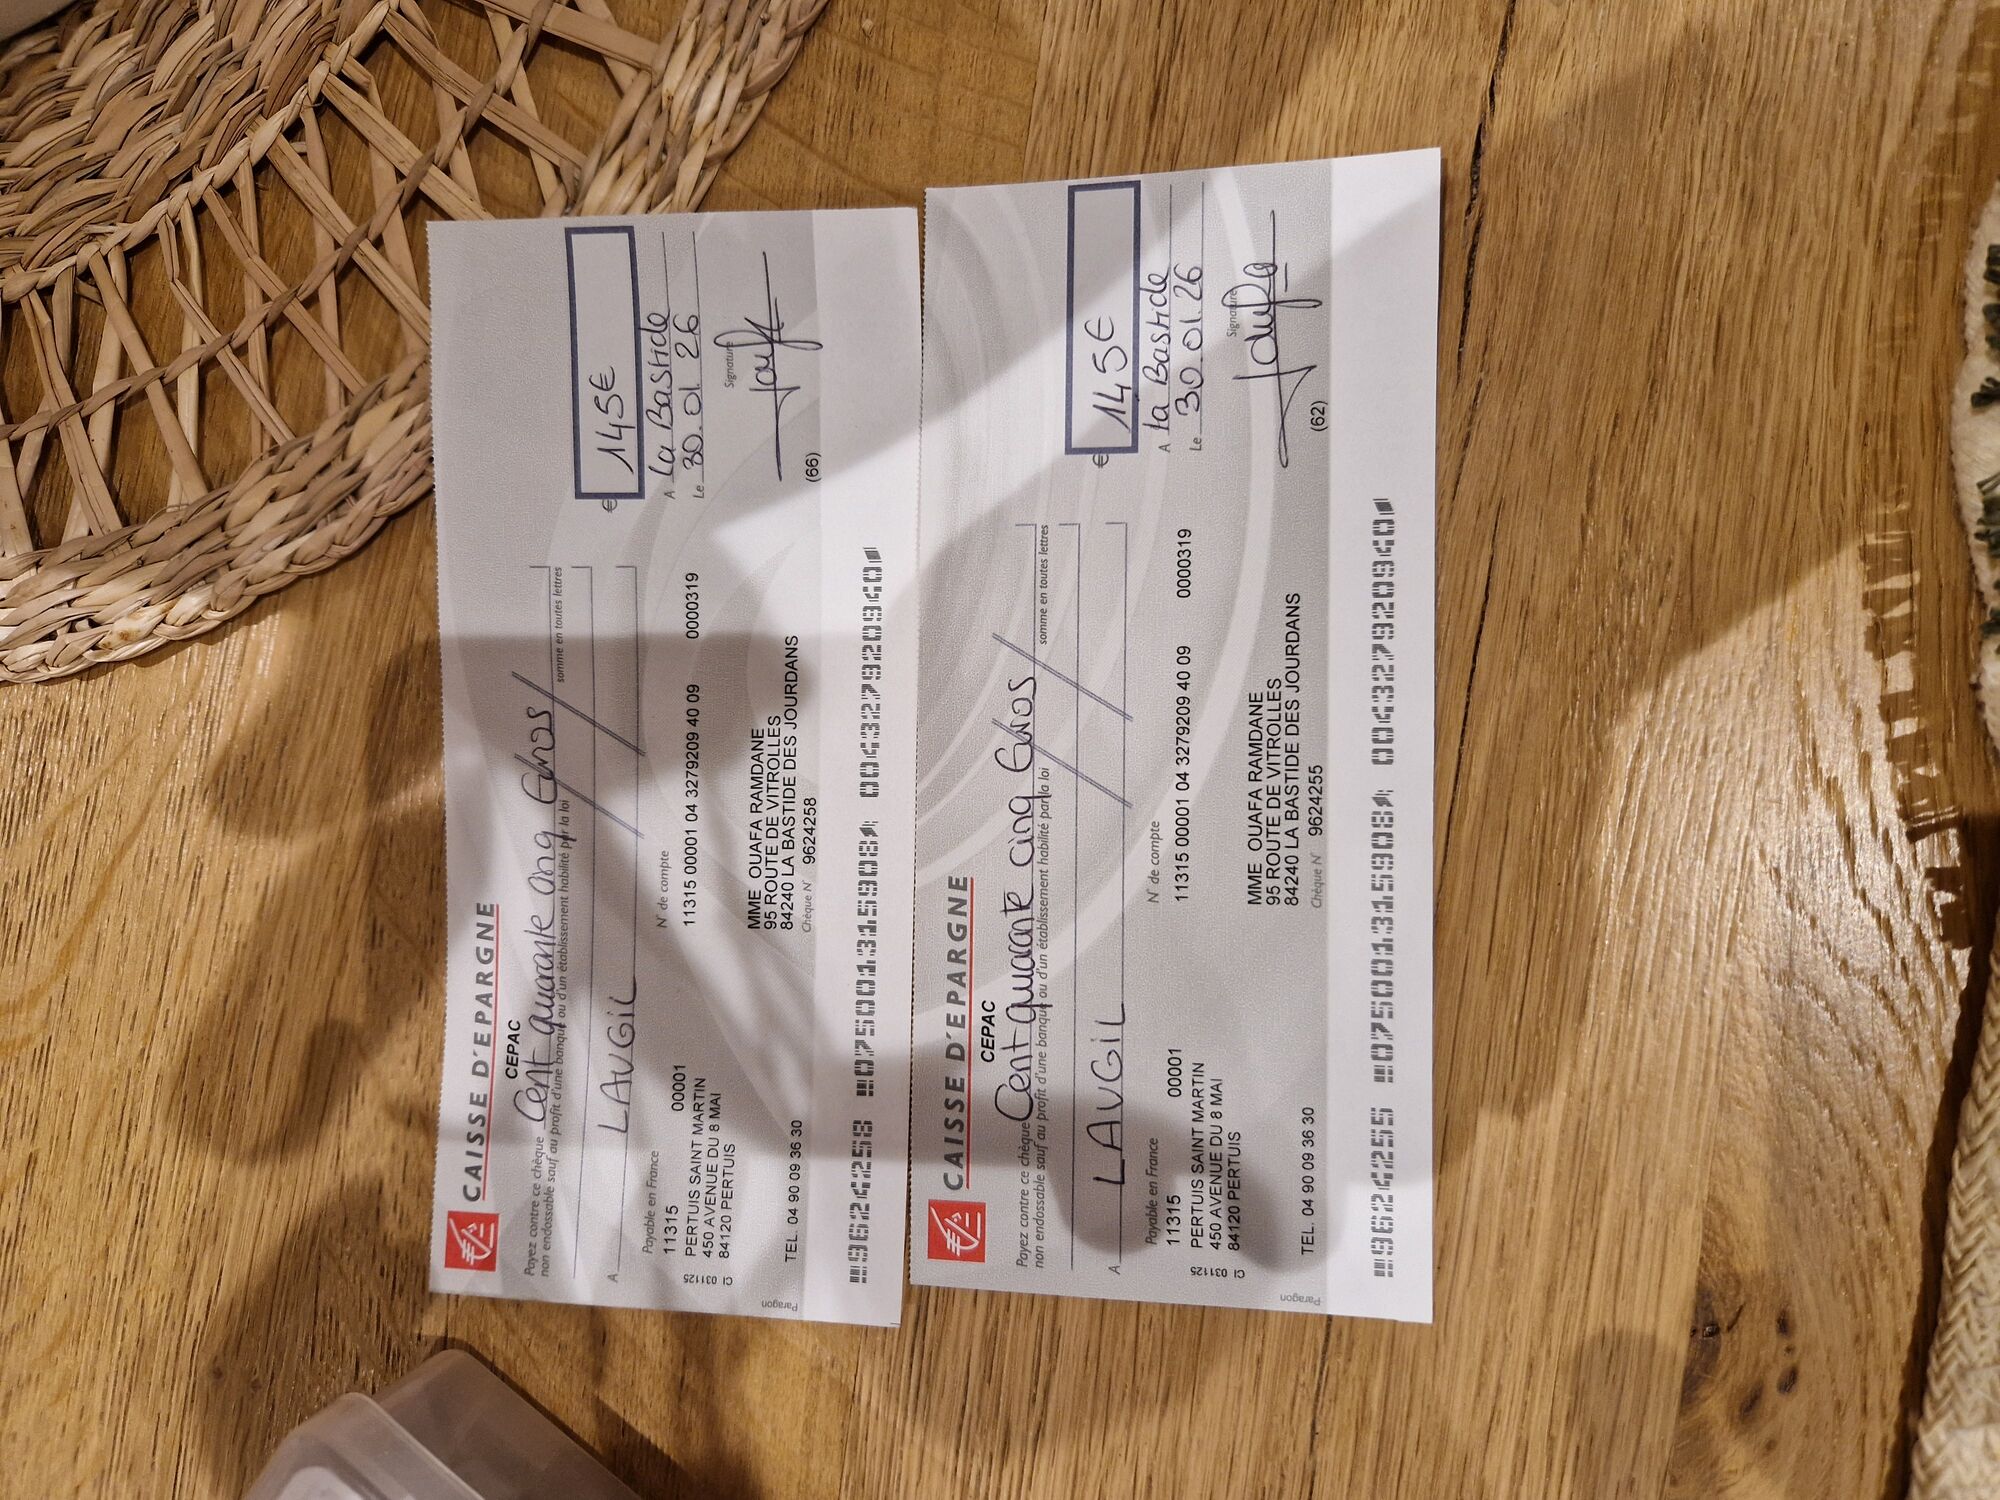 CAISSE D'EPARGNE
CEPAC
Payez contre ce chèque Cent quarante cinq Euros
non endossable sauf au profit d'une banque ou d'un établissement habilité par la loi
somme en toutes lettres
€ 145€
A LAUGIL
A La Bastide
Le 30.01.26
Payable en France
N° de compte
Signature
11315 00001
11315 00001 04 3279209 40 09 0000319
PERTUIS SAINT MARTIN
450 AVENUE DU 8 MAI
84120 PERTUIS
MME OUAFA RAMDANE
95 ROUTE DE VITROLLES
84240 LA BASTIDE DES JOURDANS
TEL. 04 90 09 36 30
Chèque N° 9624258
(66)
CI 031125
Paragon
9624258 075001315908 004327920940
CAISSE D'EPARGNE
CEPAC
Payez contre ce chèque Cent quarante cinq Euros
non endossable sauf au profit d'une banque ou d'un établissement habilité par la loi
somme en toutes lettres
€ 145€
A LAUGIL
A la Bastide
Le 30.01.26
Payable en France
N° de compte
Signature
11315 00001
11315 00001 04 3279209 40 09 0000319
PERTUIS SAINT MARTIN
450 AVENUE DU 8 MAI
84120 PERTUIS
MME OUAFA RAMDANE
95 ROUTE DE VITROLLES
84240 LA BASTIDE DES JOURDANS
TEL. 04 90 09 36 30
Chèque N° 9624255
(62)
CI 031125
Paragon
9624255 075001315908 004327920940